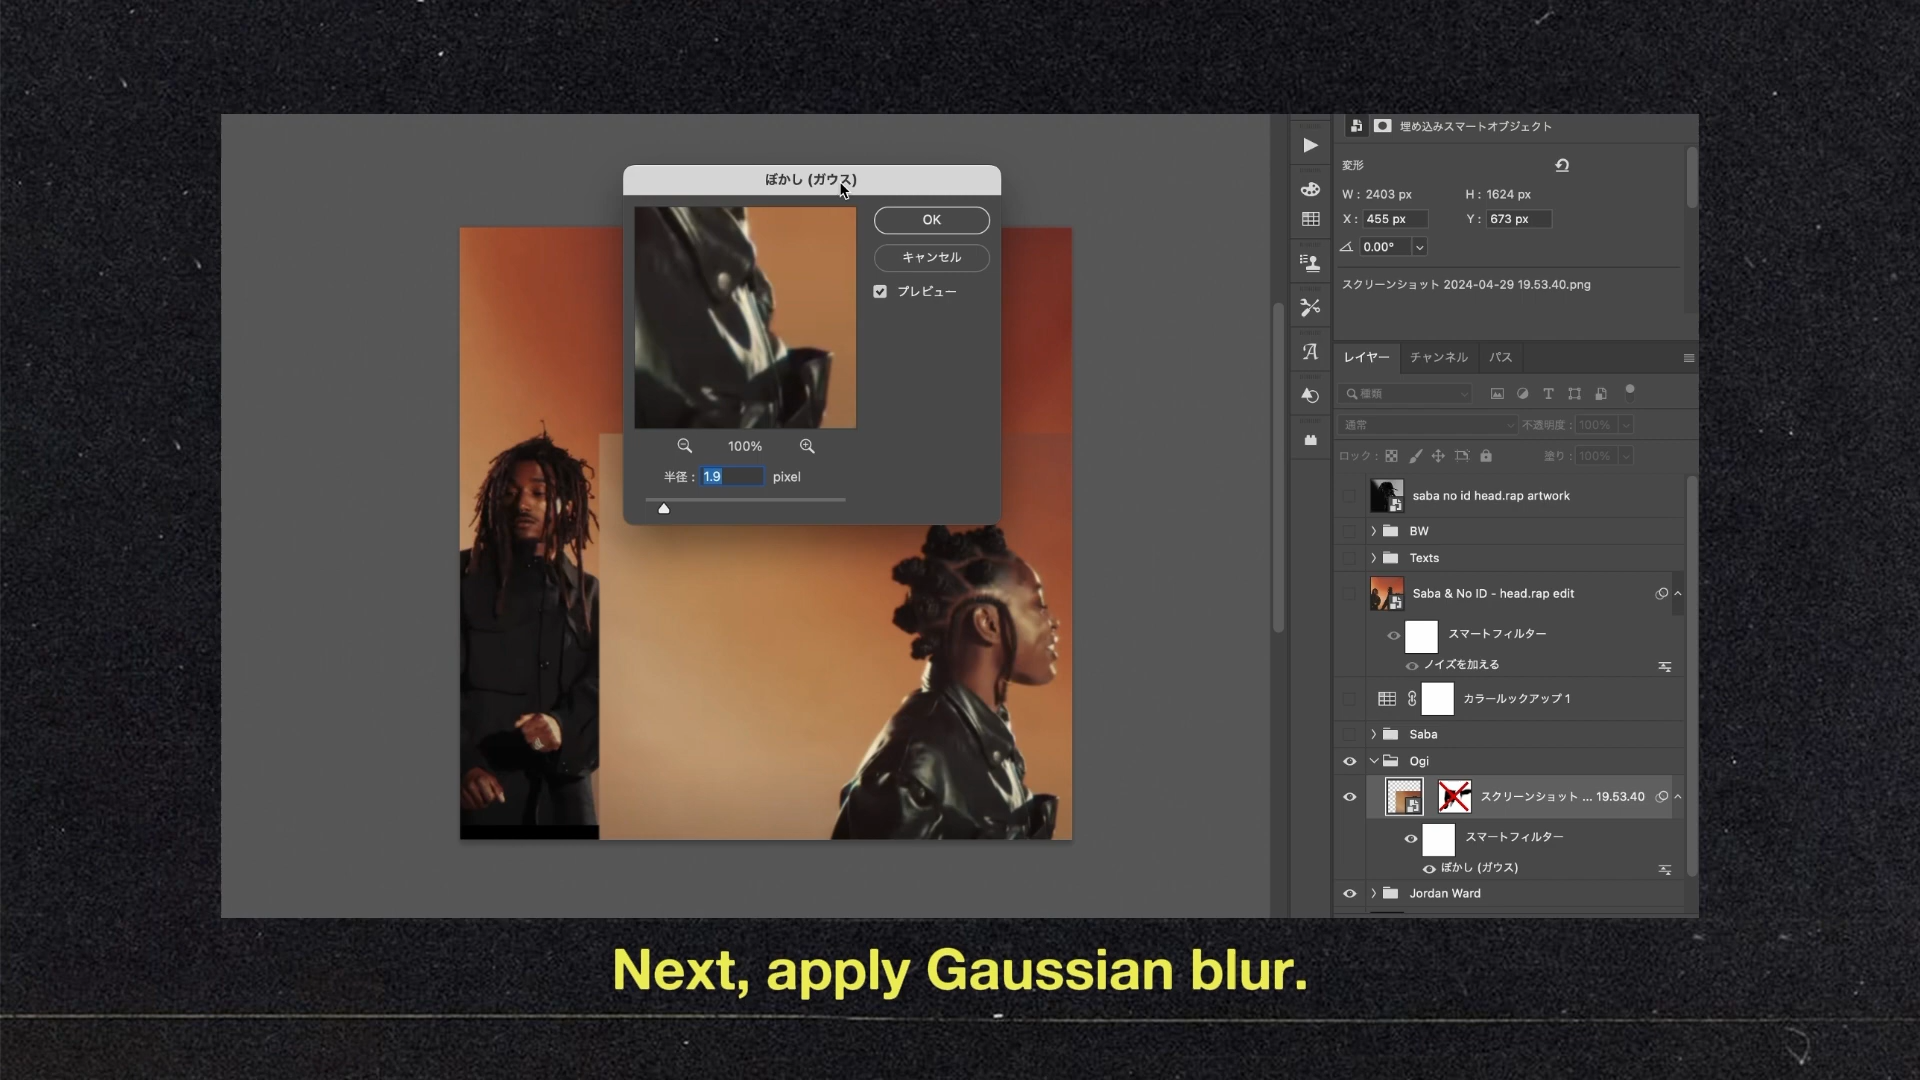 ぼかし (ガウス)
OK
キャンセル
プレビュー
100%
半径 : 1.9 pixel
埋め込みスマートオブジェクト
変形
W : 2403 px H : 1624 px
X : 455 px Y : 673 px
0.00°
スクリーンショット 2024-04-29 19.53.40.png
レイヤー チャンネル パス
種類
通常 不透明度 : 100%
ロック : 塗り : 100%
saba no id head.rap artwork
BW
Texts
Saba & No ID - head.rap edit
スマートフィルター
ノイズを加える
カラールックアップ 1
Saba
Ogi
スクリーンショット ... 19.53.40
スマートフィルター
ぼかし (ガウス)
Jordan Ward
Next, apply Gaussian blur.